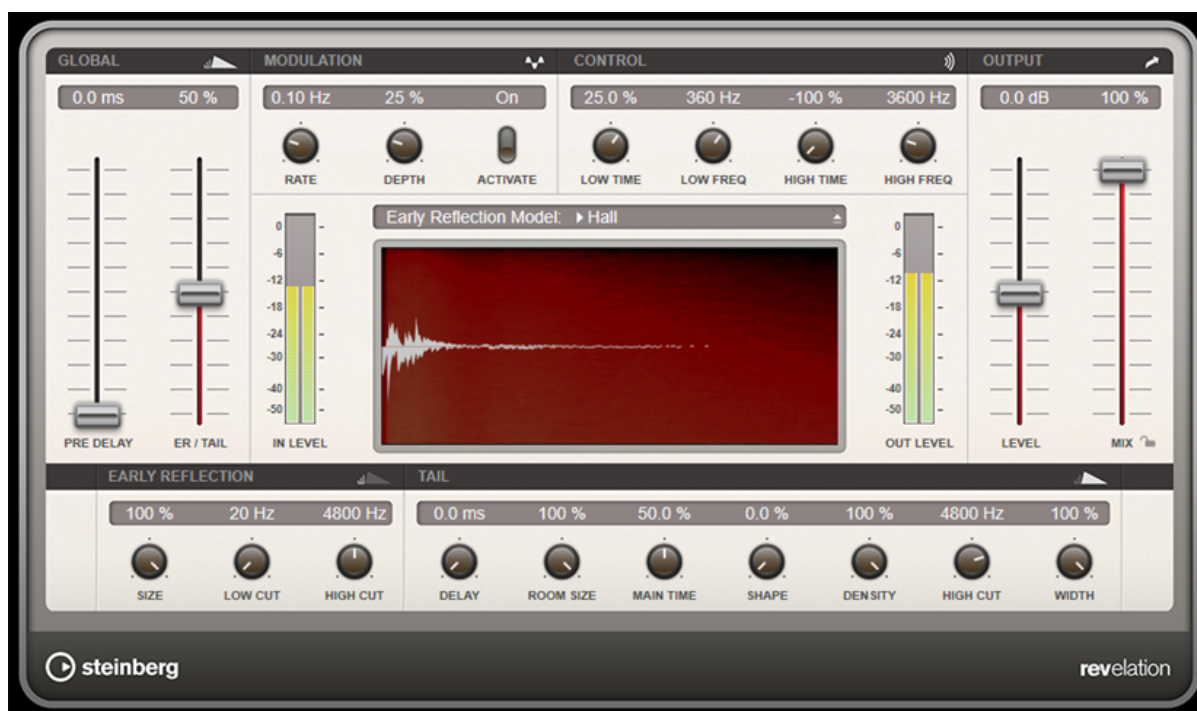 GLOBAL MODULATION CONTROL OUTPUT
0.0 ms 50 % 0.10 Hz 25 % On 25.0 % 360 Hz -100 % 3600 Hz 0.0 dB 100 %
RATE DEPTH ACTIVATE LOW TIME LOW FREQ HIGH TIME HIGH FREQ
Early Reflection Model: Hall
0 0
-6 -6
-12 -12
-18 -18
-24 -24
-30 -30
-40 -40
-50 -50
PRE DELAY ER / TAIL IN LEVEL OUT LEVEL LEVEL MIX
EARLY REFLECTION TAIL
100 % 20 Hz 4800 Hz 0.0 ms 100 % 50.0 % 0.0 % 100 % 4800 Hz 100 %
SIZE LOW CUT HIGH CUT DELAY ROOM SIZE MAIN TIME SHAPE DENSITY HIGH CUT WIDTH
steinberg revelation